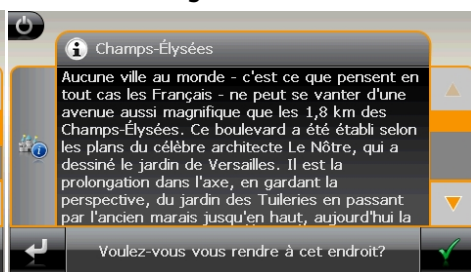 Champs-Élysées
Aucune ville au monde - c'est ce que pensent en
tout cas les Français - ne peut se vanter d'une
avenue aussi magnifique que les 1,8 km des
Champs-Élysées. Ce boulevard a été établi selon
les plans du célèbre architecte Le Nôtre, qui a
dessiné le jardin de Versailles. Il est la
prolongation dans l'axe, en gardant la
perspective, du jardin des Tuileries en passant
par l'ancien marais jusqu'en haut, aujourd'hui la
Voulez-vous vous rendre à cet endroit?